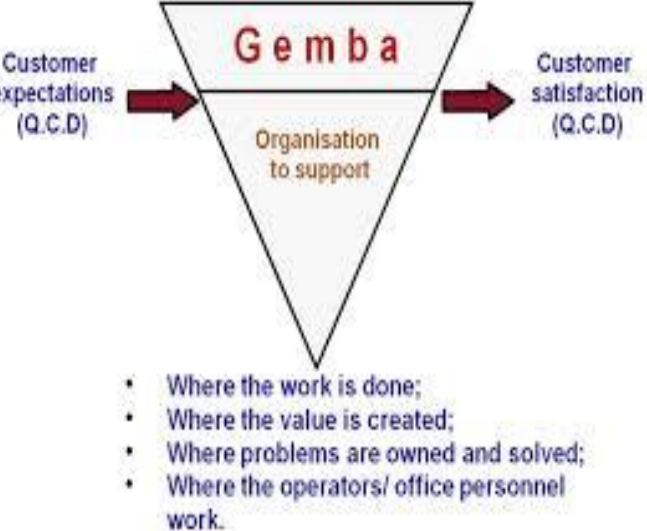 G e m b a
Customer
expectations
(Q.C.D)
Customer
satisfaction
(Q.C.D)
Organisation
to support
• Where the work is done;
• Where the value is created;
• Where problems are owned and solved;
• Where the operators/ office personnel
work.